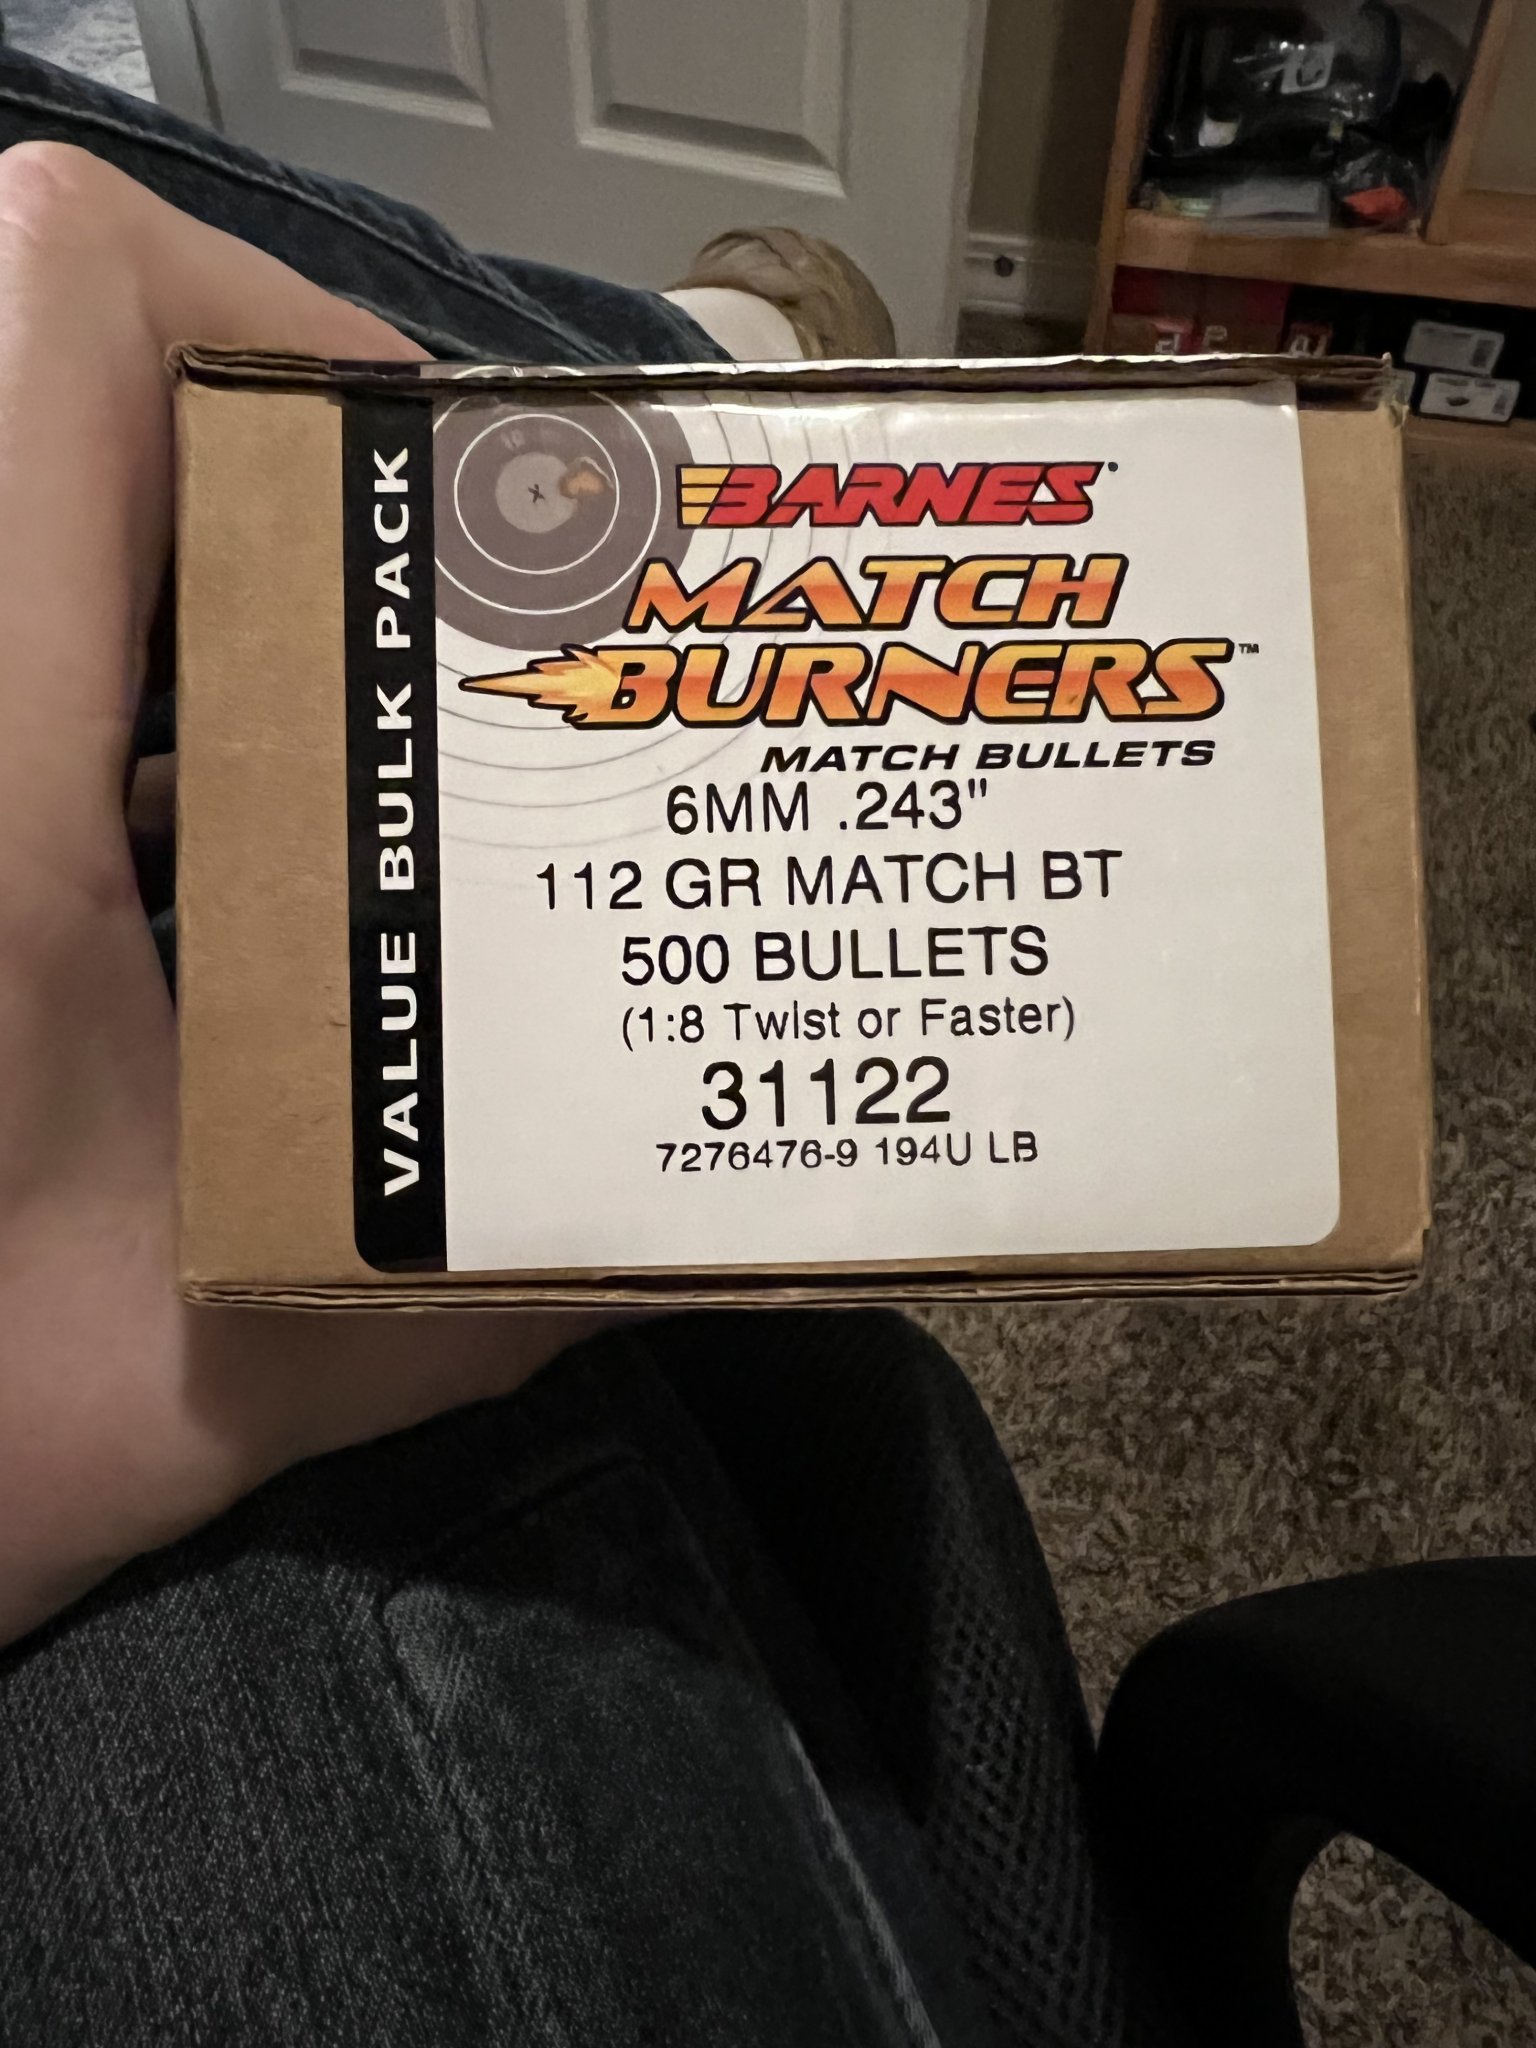 VALUE BULK PACK
BARNES®
MATCH
BURNERS™
MATCH BULLETS
6MM .243"
112 GR MATCH BT
500 BULLETS
(1:8 Twist or Faster)
31122
7276476-9 194U LB